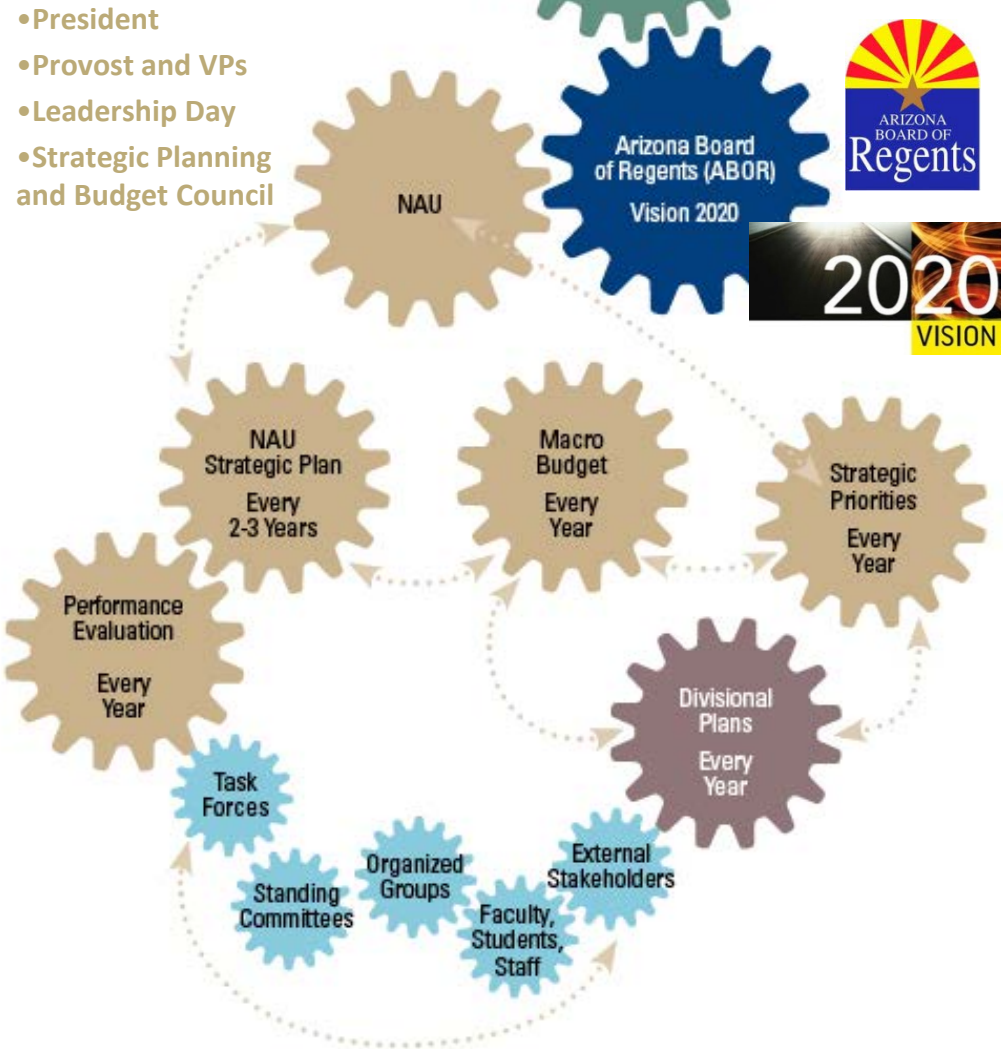 •President
•Provost and VPs
•Leadership Day
•Strategic Planning
and Budget Council
NAU
Arizona Board
of Regents (ABOR)
Vision 2020
ARIZONA
BOARD OF
Regents
2020
VISION
NAU
Strategic Plan
Every
2-3 Years
Macro
Budget
Every
Year
Strategic
Priorities
Every
Year
Performance
Evaluation
Every
Year
Divisional
Plans
Every
Year
Task
Forces
Standing
Committees
Organized
Groups
Faculty,
Students,
Staff
External
Stakeholders